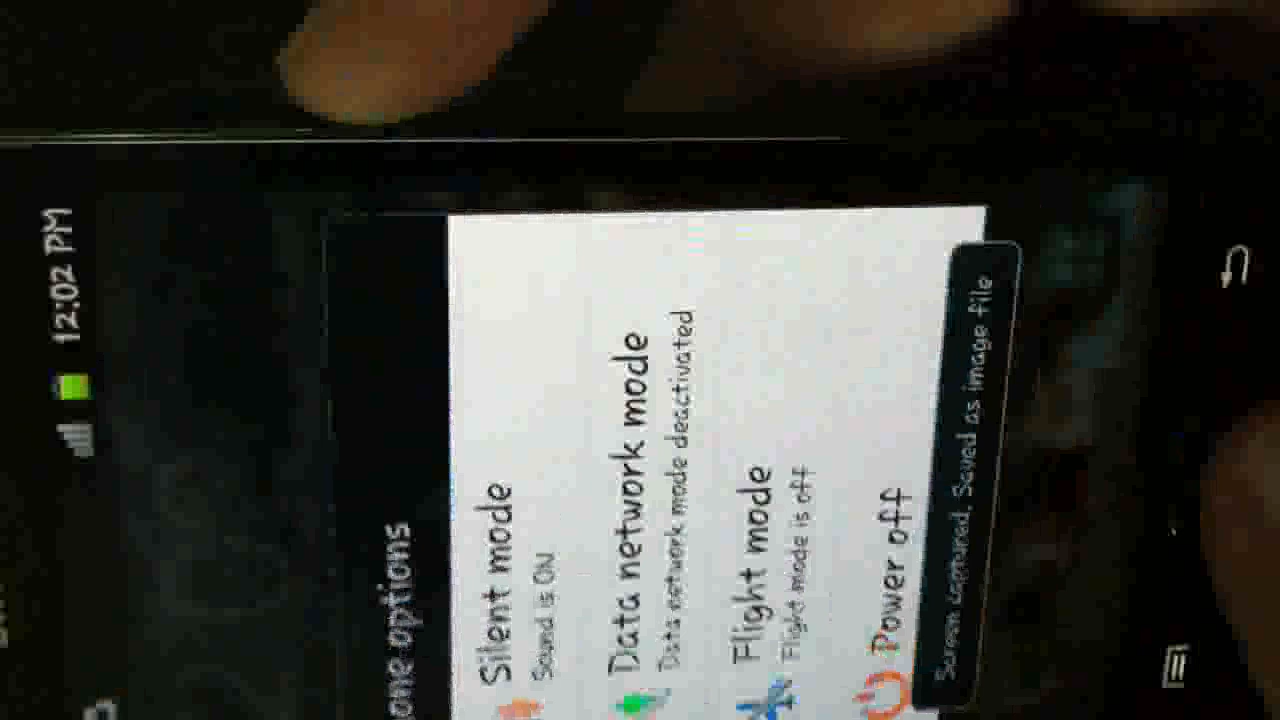 12:02 PM
one options
Silent mode
Sound is ON
Data network mode
Data network mode deactivated
Flight mode
Flight mode is off
Power off
Screen captured. Saved as image file